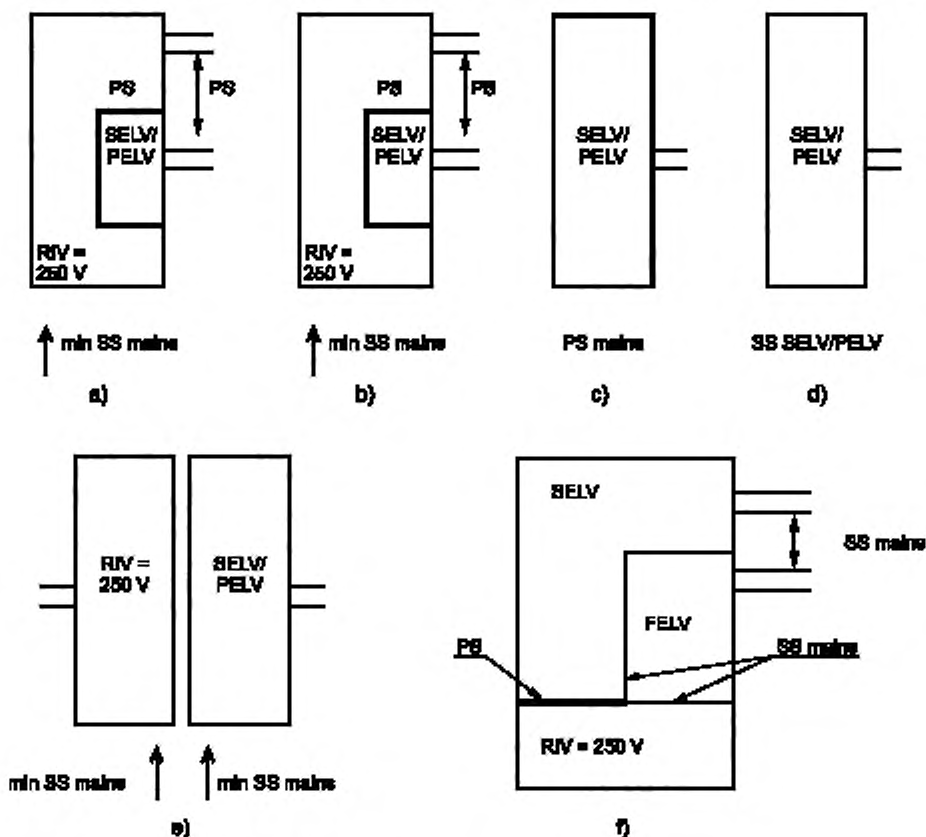 PS
PS
SELV/
PELV
RIV =
250 V
min SS mains
a)
PS
PS
SELV/
PELV
RIV =
250 V
min SS mains
b)
SELV/
PELV
PS mains
c)
SELV/
PELV
SS SELV/PELV
d)
RIV =
250 V
SELV/
PELV
min SS mains
min SS mains
e)
SELV
SS mains
FELV
PS
SS mains
RIV = 250 V
f)